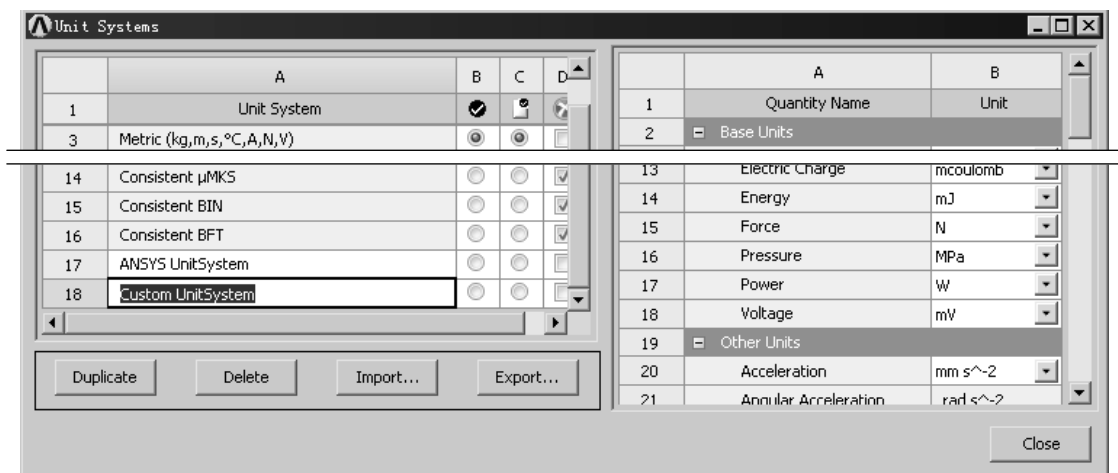 Unit Systems
A B C D
1 Unit System
3 Metric (kg,m,s,°C,A,N,V)
14 Consistent µMKS
15 Consistent BIN
16 Consistent BFT
17 ANSYS UnitSystem
18 Custom UnitSystem
Duplicate Delete Import... Export...
A B
1 Quantity Name Unit
2 Base Units
13 Electric Charge mcoulomb
14 Energy mJ
15 Force N
16 Pressure MPa
17 Power W
18 Voltage mV
19 Other Units
20 Acceleration mm s^-2
21 Angular Acceleration rad s^-2
Close